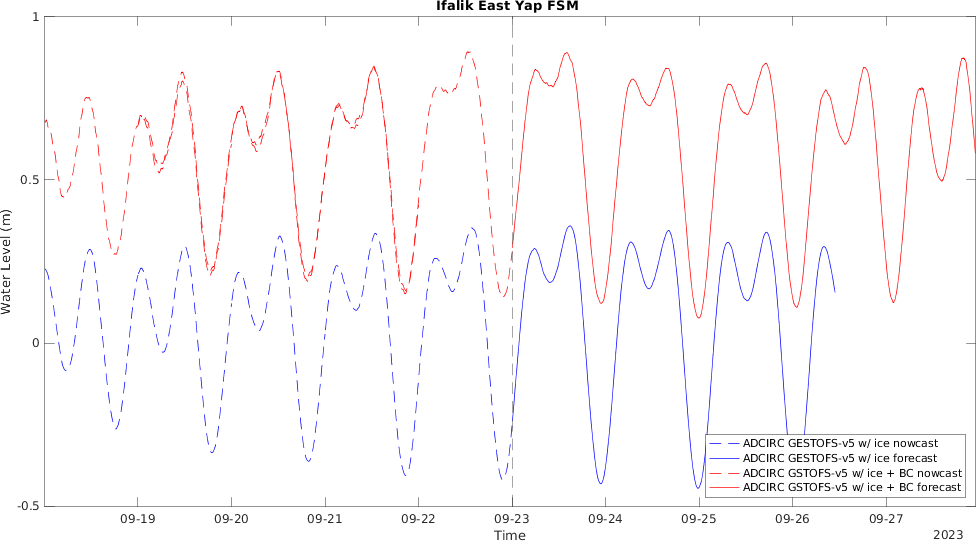 Ifalik East Yap FSM
1
0.5
0
-0.5
Water Level (m)
09-19 09-20 09-21 09-22 09-23 09-24 09-25 09-26 09-27
Time
2023
ADCIRC GESTOFS-v5 w/ ice nowcast
ADCIRC GESTOFS-v5 w/ ice forecast
ADCIRC GSTOFS-v5 w/ ice + BC nowcast
ADCIRC GSTOFS-v5 w/ ice + BC forecast